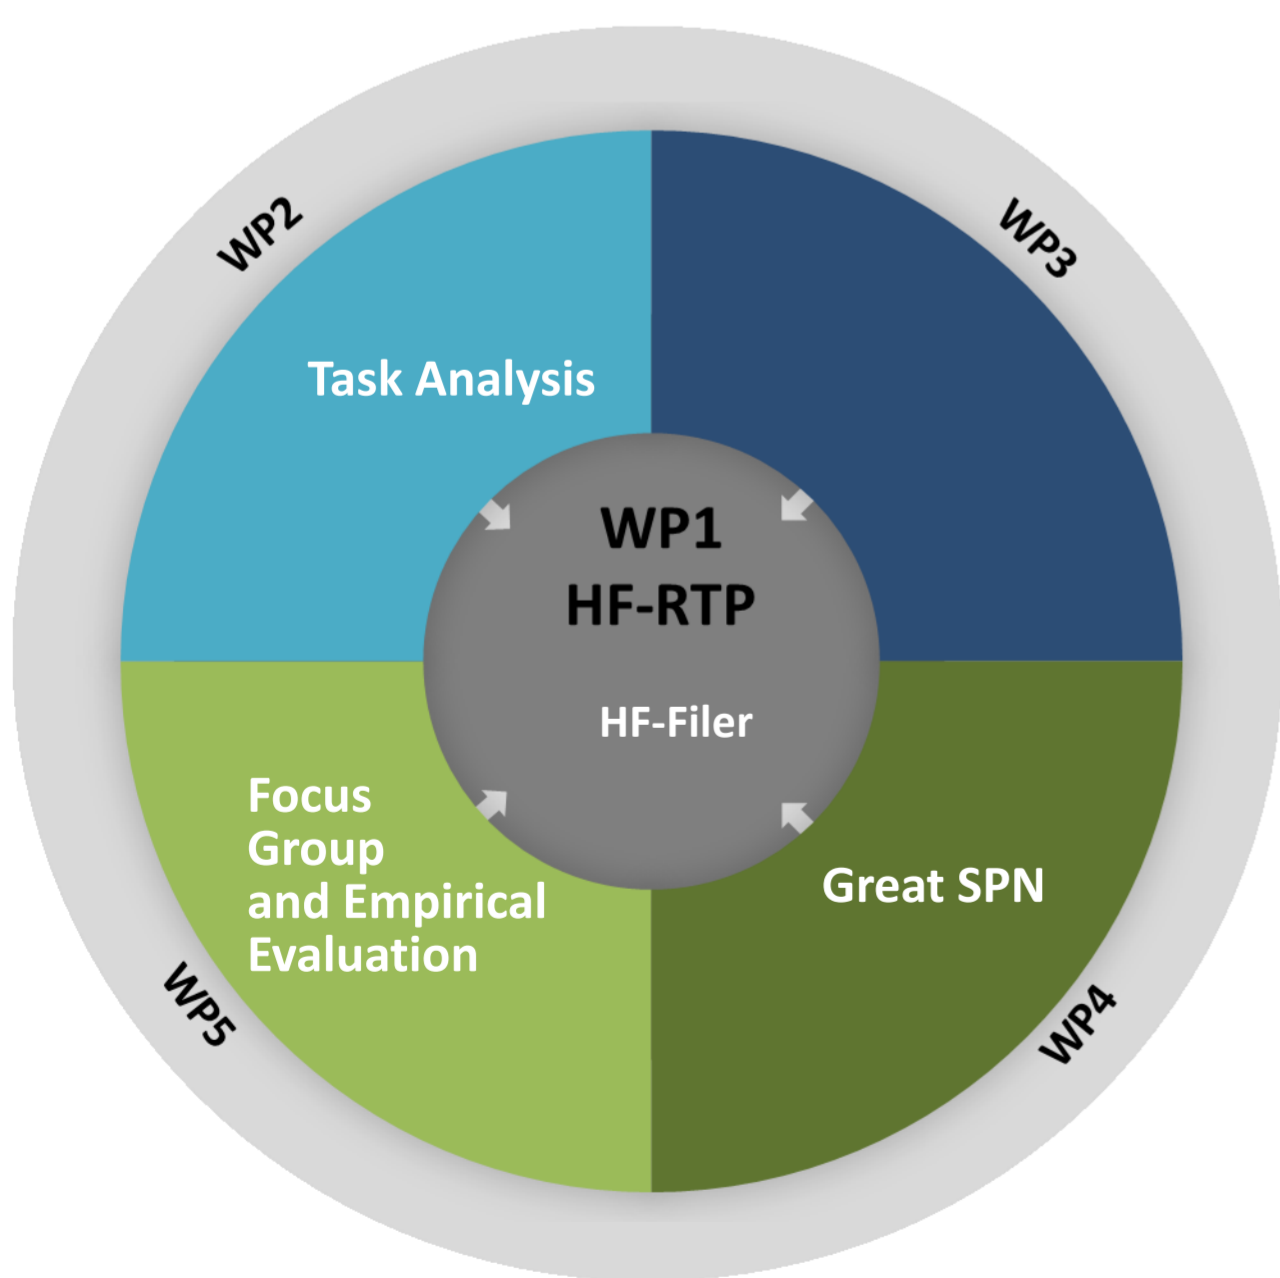 WP2
WP3
Task Analysis
WP1
HF-RTP
HF-Filer
Focus
Group
and Empirical
Evaluation
Great SPN
WP5
WP4